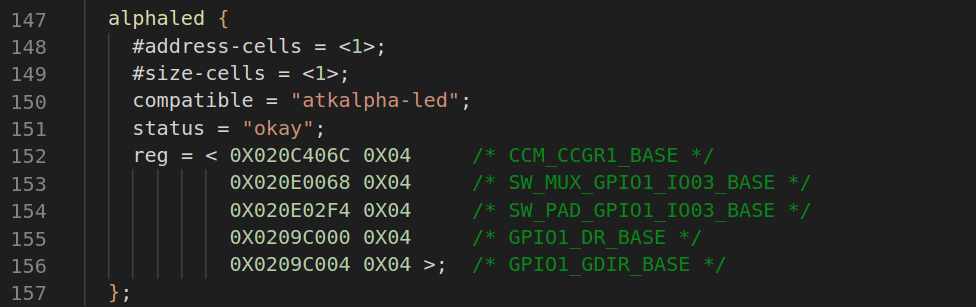 147 alphaled {
148 #address-cells = <1>;
149 #size-cells = <1>;
150 compatible = "atkalpha-led";
151 status = "okay";
152 reg = < 0X020C406C 0X04 /* CCM_CCGR1_BASE */
153 0X020E0068 0X04 /* SW_MUX_GPIO1_IO03_BASE */
154 0X020E02F4 0X04 /* SW_PAD_GPIO1_IO03_BASE */
155 0X0209C000 0X04 /* GPIO1_DR_BASE */
156 0X0209C004 0X04 >; /* GPIO1_GDIR_BASE */
157 };